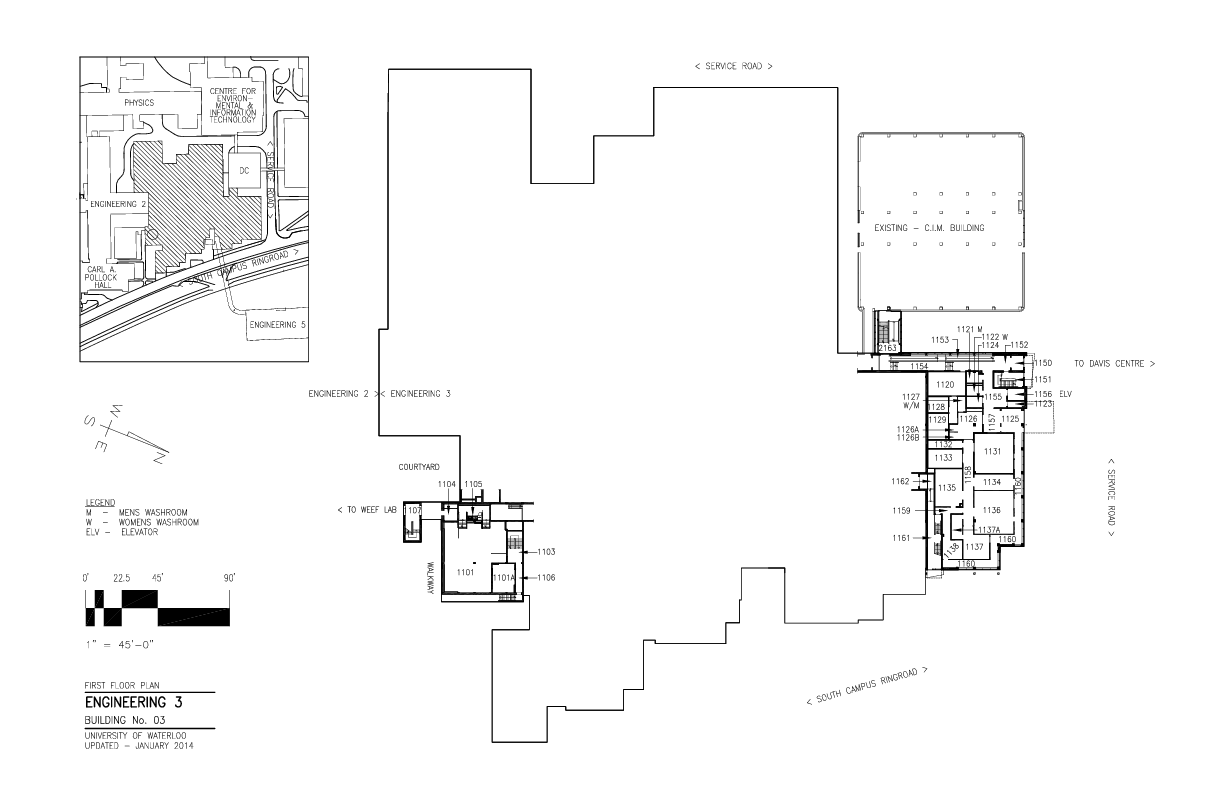 < SERVICE ROAD >
PHYSICS
CENTRE FOR
ENVIRON-
MENTAL &
INFORMATION
TECHNOLOGY
DC
< SERVICE ROAD >
ENGINEERING 2
CARL A.
POLLOCK
HALL
< SOUTH CAMPUS RINGROAD >
ENGINEERING 5
EXISTING - C.I.M. BUILDING
2163
1153
1121 M
1122 W
1124
1152
1154
1150
TO DAVIS CENTRE >
1151
1120
1155
1156 ELV
1123
ENGINEERING 2 >< ENGINEERING 3
1127
W/M
1128
1129
1126
1157
1125
1126A
1126B
1132
1133
1131
1158
1134
1160
1162
1135
1136
1159
1137A
1161
1138
1137
1160
1160
< SERVICE ROAD >
W
S
E
N
COURTYARD
1104
1105
< TO WEEF LAB
1107
1103
1101
1101A
1106
WALKWAY
LEGEND
M - MENS WASHROOM
W - WOMENS WASHROOM
ELV - ELEVATOR
0' 22.5 45' 90'
1" = 45'-0"
< SOUTH CAMPUS RINGROAD >
FIRST FLOOR PLAN
ENGINEERING 3
BUILDING No. 03
UNIVERSITY OF WATERLOO
UPDATED - JANUARY 2014